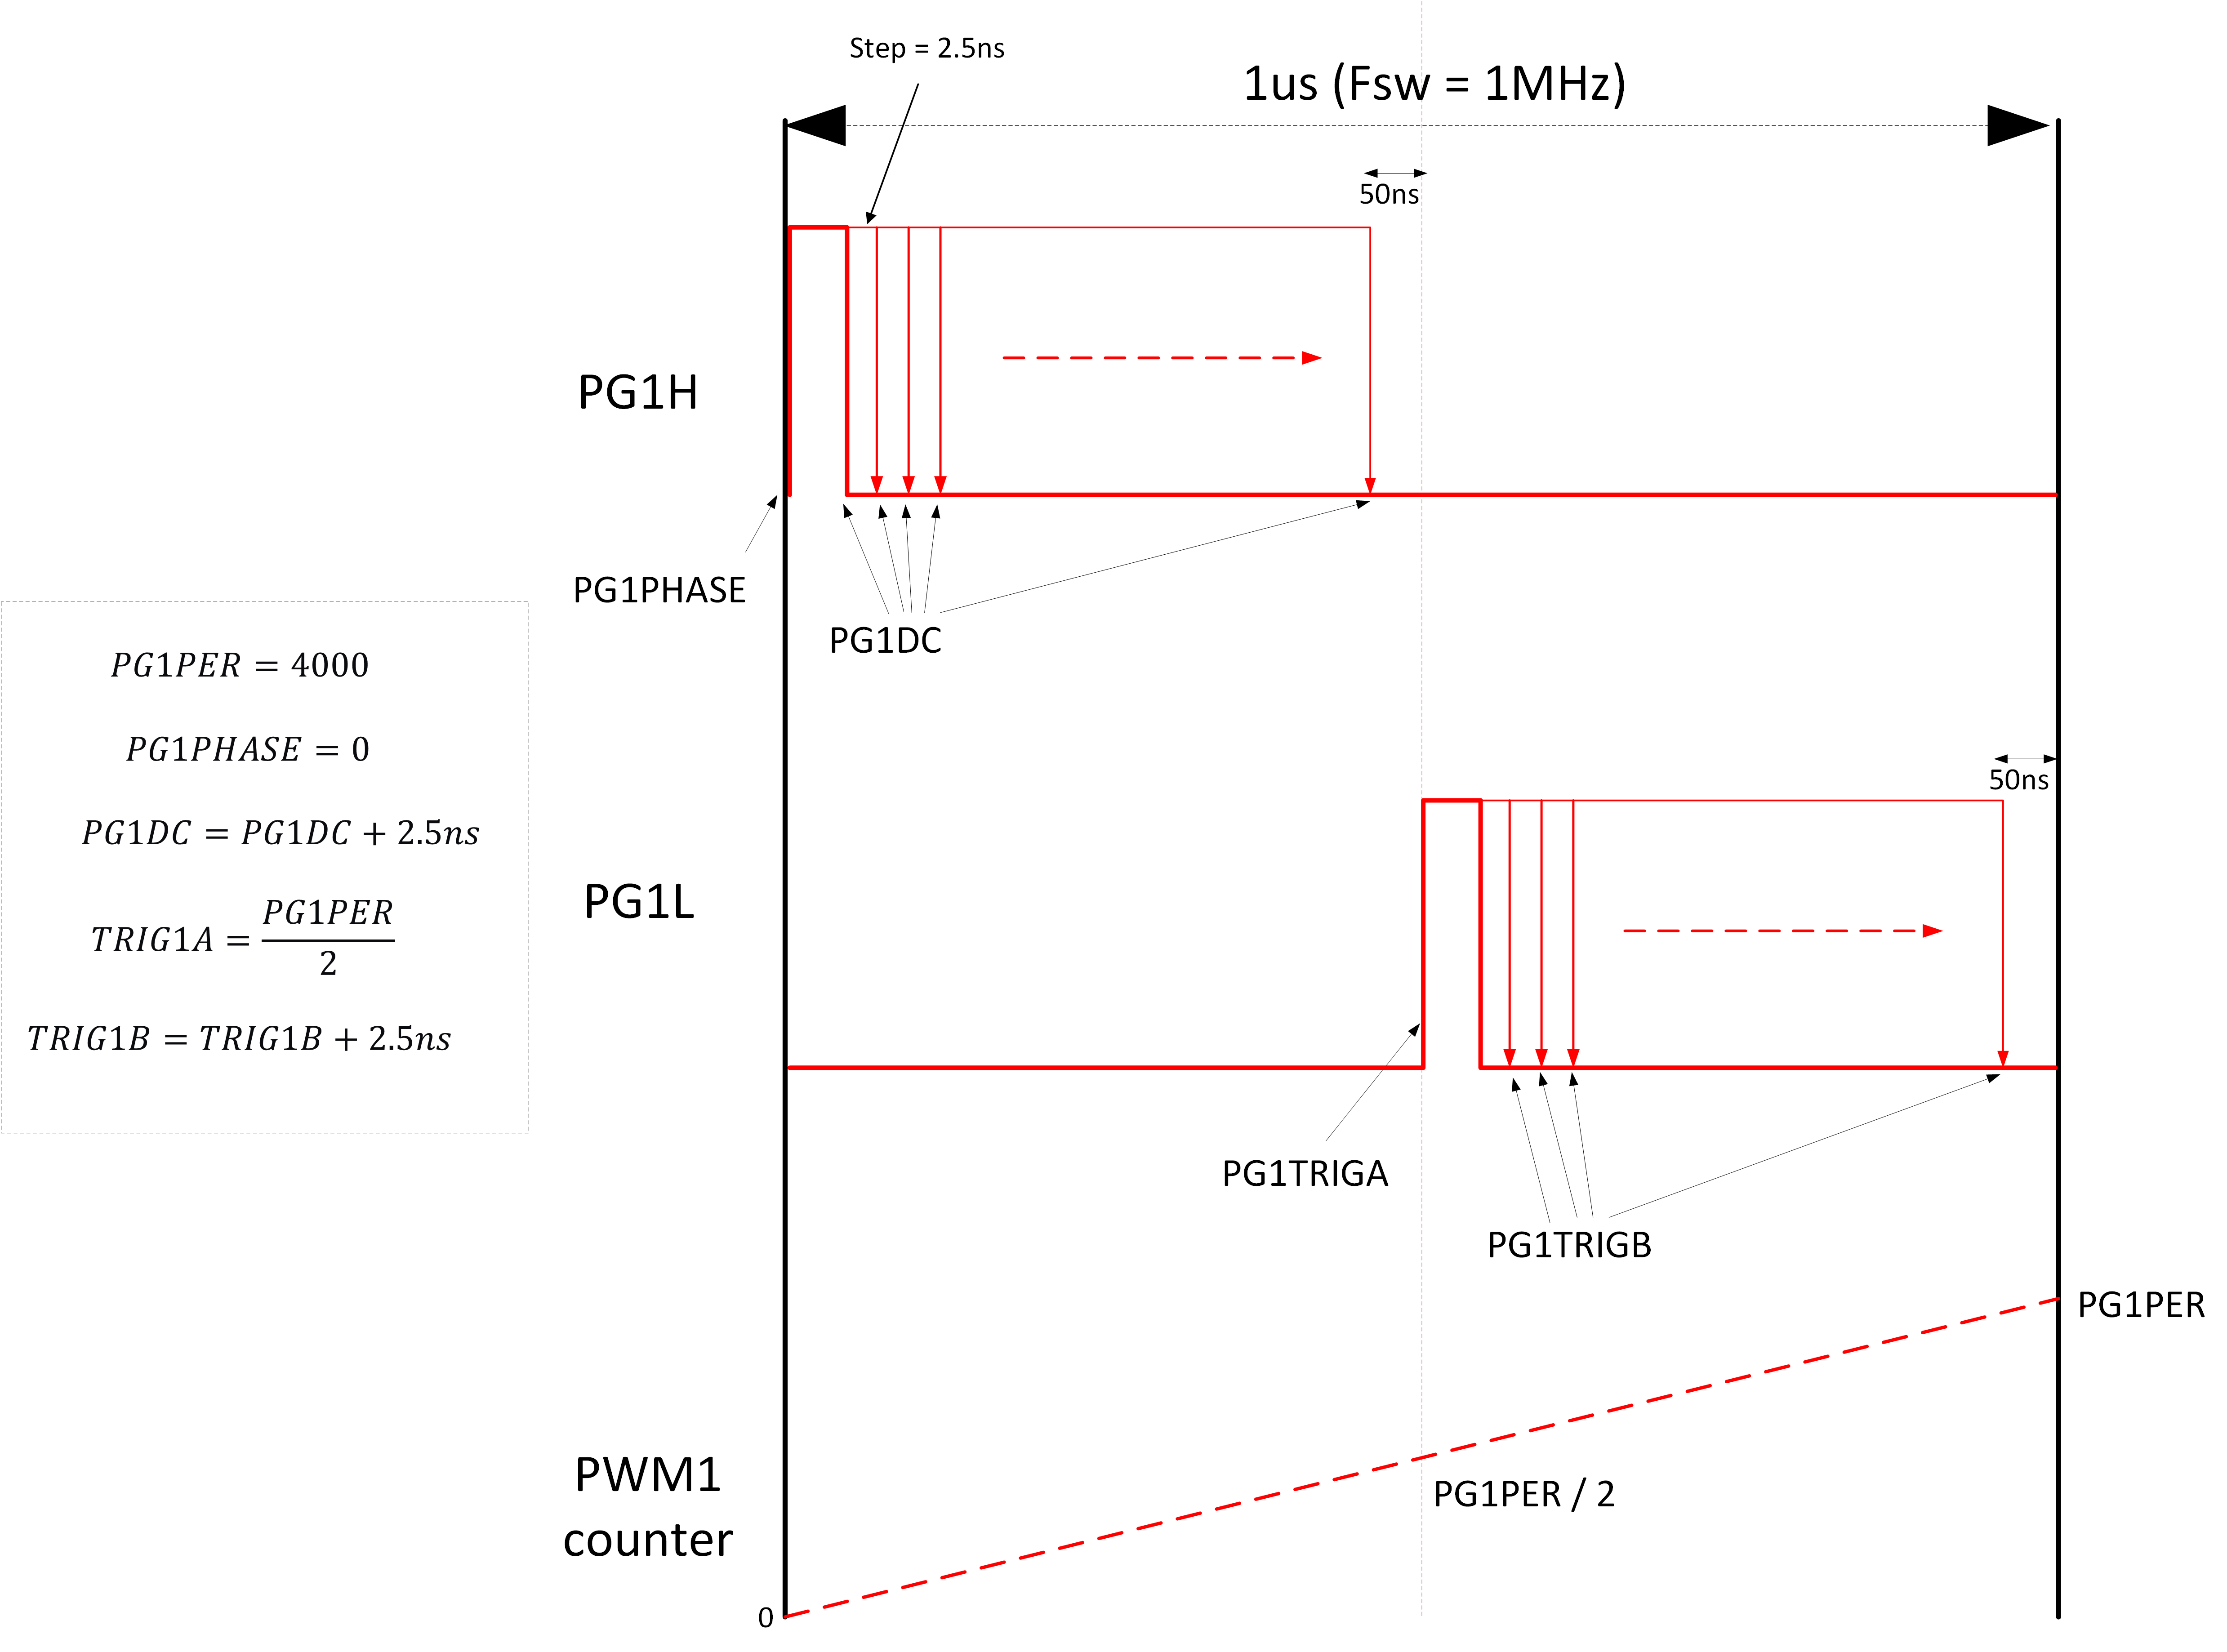 Step = 2.5ns
1us (Fsw = 1MHz)
50ns
PG1H
PG1PHASE
PG1DC
PG1PER = 4000
PG1PHASE = 0
PG1DC = PG1DC + 2.5ns
TRIG1A = PG1PER / 2
TRIG1B = TRIG1B + 2.5ns
50ns
PG1L
PG1TRIGA
PG1TRIGB
PG1PER
PG1PER / 2
PWM1
counter
0